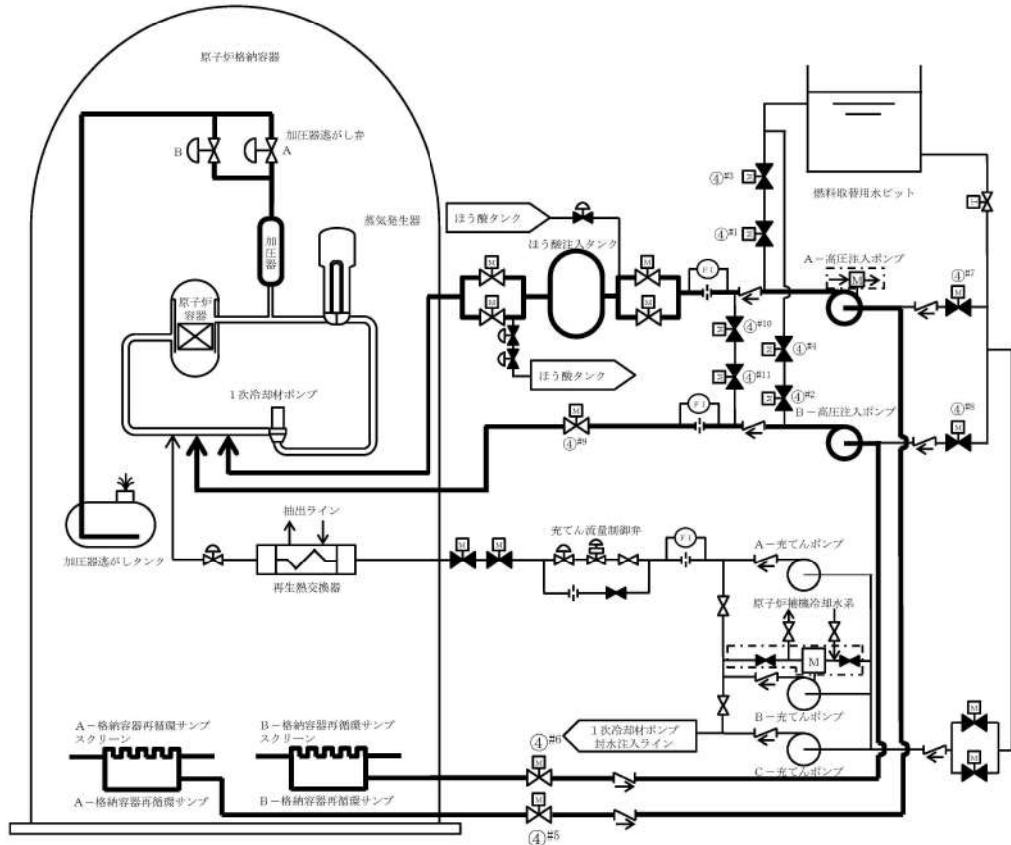 原子炉格納容器
加圧器逃がし弁
B
A
蒸気発生器
加圧器
原子炉
容器
1次冷却材ポンプ
ほう酸タンク
ほう酸注入タンク
M
M
M
M
F I
ほう酸タンク
④#3
M
④#1
M
燃料取替用水ピット
A－高圧注入ポンプ
M
④#7
M
④#10
M
④#4
M
④#11
M
④#2
M
B－高圧注入ポンプ
④#8
M
F I
M
④#9
加圧器逃がしタンク
抽出ライン
再生熱交換器
M
M
充てん流量制御弁
F I
A－充てんポンプ
原子炉補機冷却水系
M
B－充てんポンプ
1次冷却材ポンプ
封水注入ライン
C－充てんポンプ
M
M
A－格納容器再循環サンプ
スクリーン
B－格納容器再循環サンプ
スクリーン
A－格納容器再循環サンプ
B－格納容器再循環サンプ
④#6
M
M
④#5